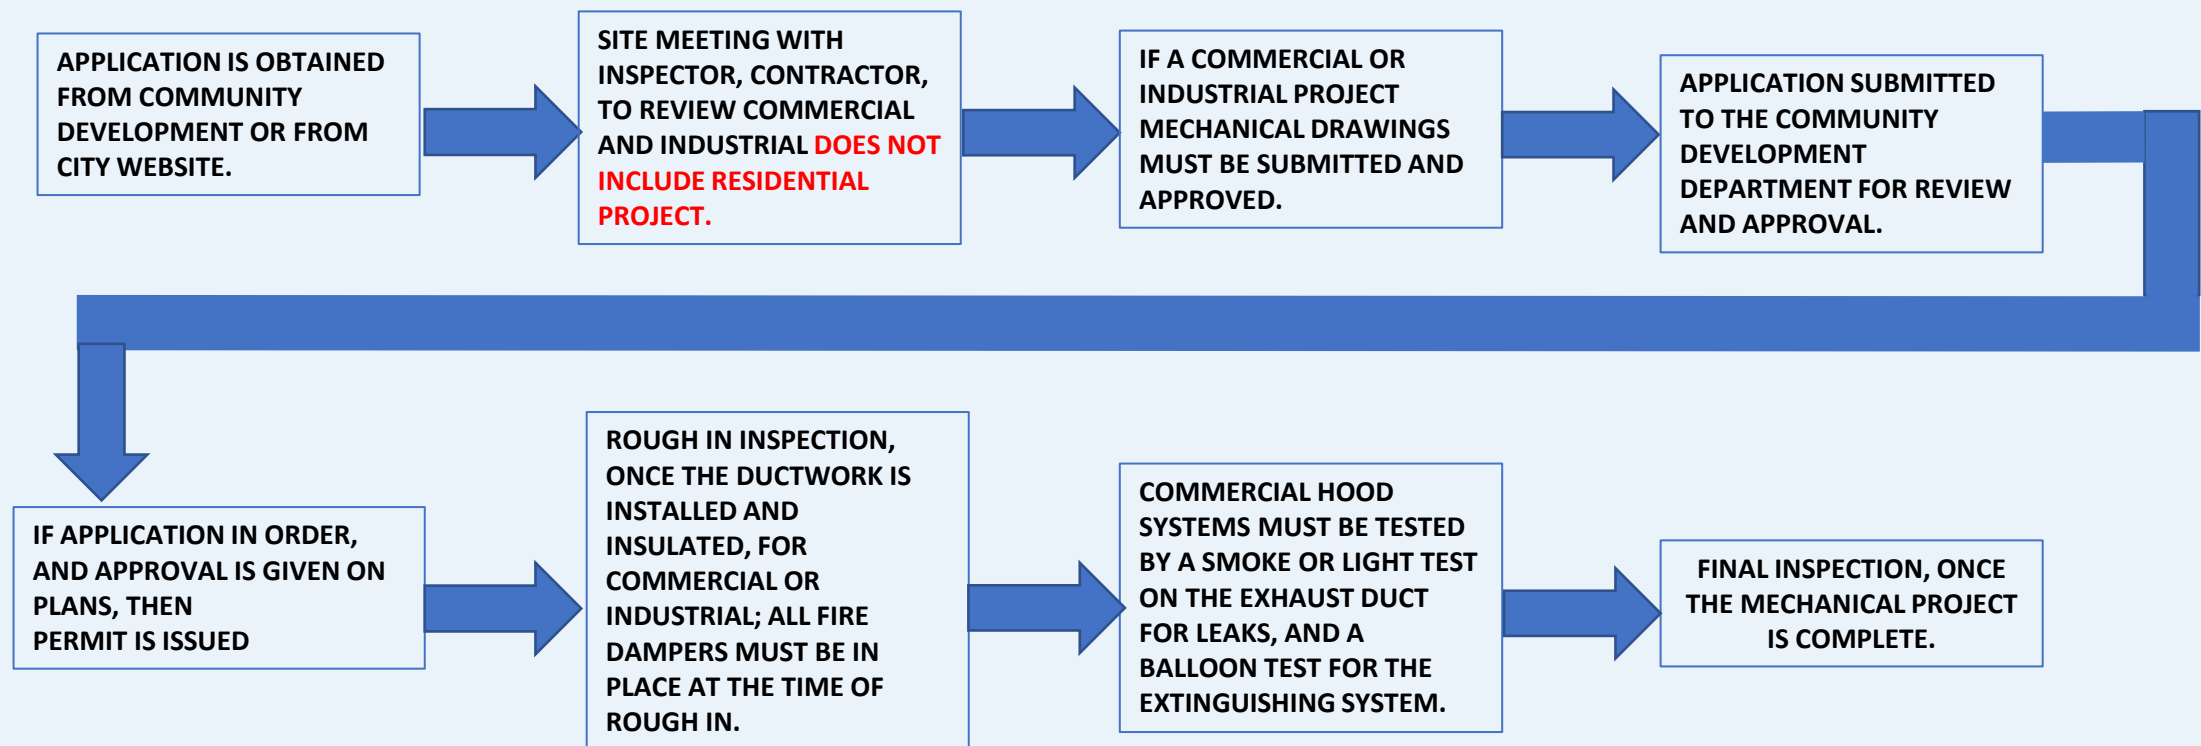 APPLICATION IS OBTAINED
FROM COMMUNITY
DEVELOPMENT OR FROM
CITY WEBSITE.
SITE MEETING WITH
INSPECTOR, CONTRACTOR,
TO REVIEW COMMERCIAL
AND INDUSTRIAL DOES NOT
INCLUDE RESIDENTIAL
PROJECT.
IF A COMMERCIAL OR
INDUSTRIAL PROJECT
MECHANICAL DRAWINGS
MUST BE SUBMITTED AND
APPROVED.
APPLICATION SUBMITTED
TO THE COMMUNITY
DEVELOPMENT
DEPARTMENT FOR REVIEW
AND APPROVAL.
IF APPLICATION IN ORDER,
AND APPROVAL IS GIVEN ON
PLANS, THEN
PERMIT IS ISSUED
ROUGH IN INSPECTION,
ONCE THE DUCTWORK IS
INSTALLED AND
INSULATED, FOR
COMMERCIAL OR
INDUSTRIAL; ALL FIRE
DAMPERS MUST BE IN
PLACE AT THE TIME OF
ROUGH IN.
COMMERCIAL HOOD
SYSTEMS MUST BE TESTED
BY A SMOKE OR LIGHT TEST
ON THE EXHAUST DUCT
FOR LEAKS, AND A
BALLOON TEST FOR THE
EXTINGUISHING SYSTEM.
FINAL INSPECTION, ONCE
THE MECHANICAL PROJECT
IS COMPLETE.